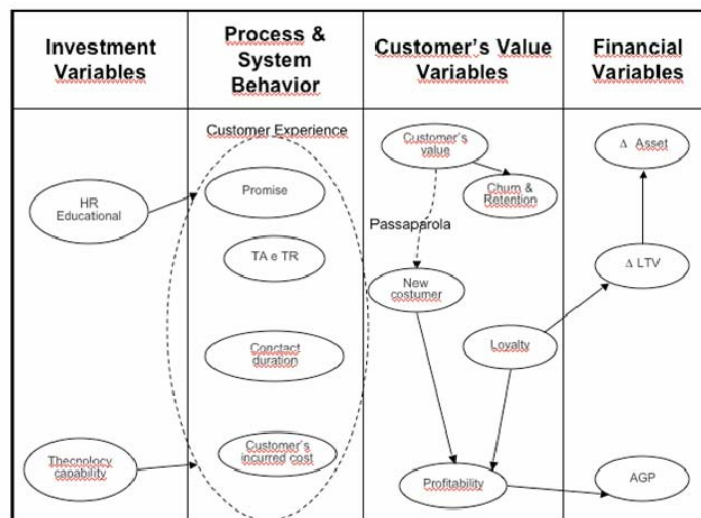 Investment
Variables
Process &
System
Behavior
Customer's Value
Variables
Financial
Variables
Customer Experience
HR
Educational
Promise
TA e TR
Conctact
duration
Thecnolocy
capability
Customer's
incurred cost
Customer's
value
Churn &
Retention
Passaparola
New
costumer
Loyalty
Profitability
Δ Asset
Δ LTV
AGP